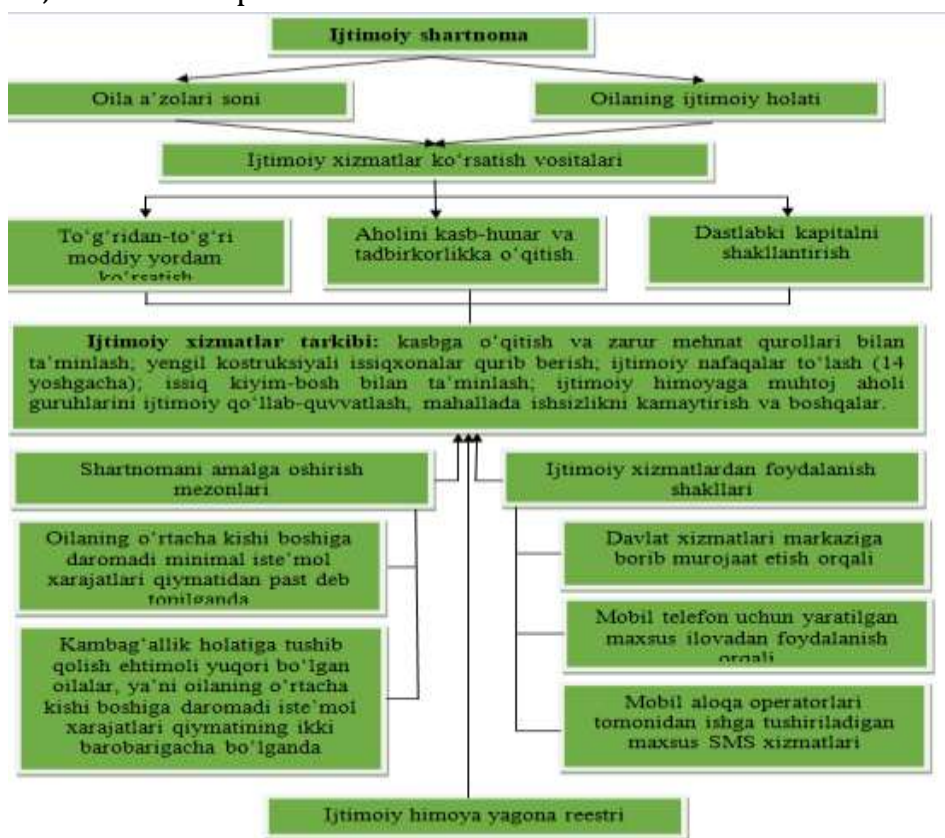 Ijtimoiy shartnoma
Oila a'zolari soni
Oilaning ijtimoiy holati
Ijtimoiy xizmatlar ko‘rsatish vositalari
To‘g‘ridan-to‘g‘ri
moddiy yordam
ko‘rsatish
Aholini kasb-hunar va
tadbirkorlikka o‘qitish
Dastlabki kapitalni
shakllantirish
Ijtimoiy xizmatlar tarkibi: kasbga o‘qitish va zarur mehnat qurollari bilan
ta’minlash; yengil kostruksiyali issiqxonalar qurib berish; ijtimoiy nafaqalar to‘lash (14
yoshgacha); issiq kiyim-bosh bilan ta’minlash; ijtimoiy himoyaga muhtoj aholi
guruhlarini ijtimoiy qo‘llab-quvvatlash, mahallada ishsizlikni kamaytirish va boshqalar.
Shartnomani amalga oshirish
mezonlari
Ijtimoiy xizmatlardan foydalanish
shakllari
Oilaning o‘rtacha kishi boshiga
daromadi minimal iste’mol
xarajatlari qiymatidan past deb
topilganda
Davlat xizmatlari markaziga
borib murojaat etish orqali
Mobil telefon uchun yaratilgan
maxsus ilovadan foydalanish
orqali
Kambag‘allik holatiga tushib
qolish ehtimoli yuqori bo‘lgan
oilalar, ya’ni oilaning o‘rtacha
kishi boshiga daromadi iste’mol
xarajatlari qiymatining ikki
barobarigacha bo‘lganda
Mobil aloqa operatorlari
tomonidan ishga tushiriladigan
maxsus SMS xizmatlari
Ijtimoiy himoya yagona reestri